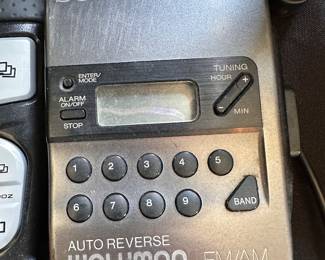 ENTER/
MODE
TUNING
HOUR +
− MIN
ALARM
ON/OFF
STOP
1 2 3 4 5
6 7 8 9
BAND
AUTO REVERSE
WALKMAN FM/AM